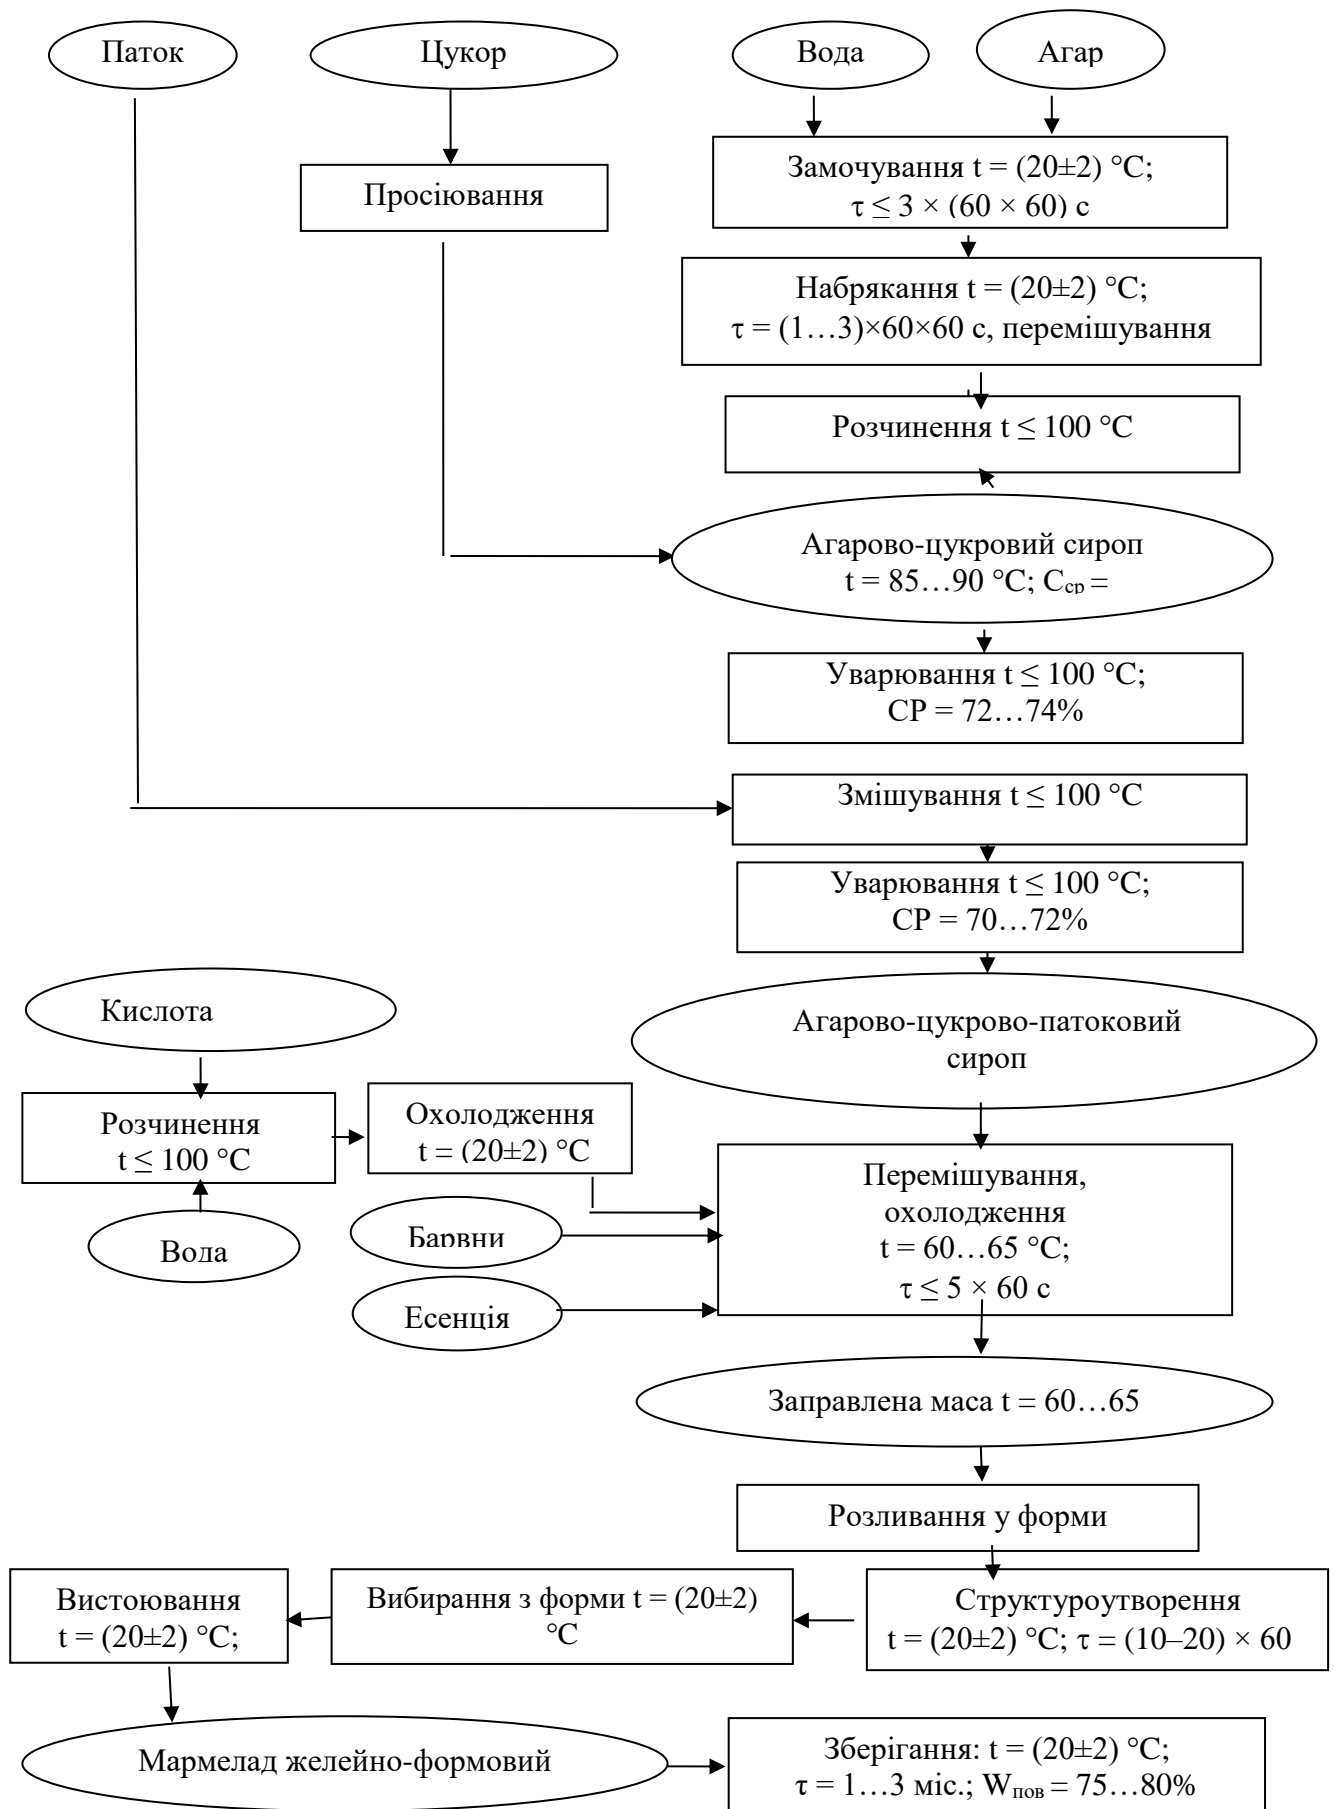 Паток
Цукор
Вода
Агар
Просіювання
Замочування t = (20±2) °С;
τ ≤ 3 × (60 × 60) с
Набрякання t = (20±2) °С;
τ = (1…3)×60×60 с, перемішування
Розчинення t ≤ 100 °С
Агарово-цукровий сироп
t = 85…90 °С; Сср =
Уварювання t ≤ 100 °С;
СР = 72…74%
Змішування t ≤ 100 °С
Уварювання t ≤ 100 °С;
СР = 70…72%
Агарово-цукрово-патоковий
сироп
Кислота
Розчинення
t ≤ 100 °С
Вода
Охолодження
t = (20±2) °С
Барвни
Есенція
Перемішування,
охолодження
t = 60…65 °С;
τ ≤ 5 × 60 с
Заправлена маса t = 60…65
Розливання у форми
Структуроутворення
t = (20±2) °С; τ = (10–20) × 60
Вибирання з форми t = (20±2)
°С
Вистоювання
t = (20±2) °С;
Мармелад желейно-формовий
Зберігання: t = (20±2) °С;
τ = 1…3 міс.; Wпов = 75…80%